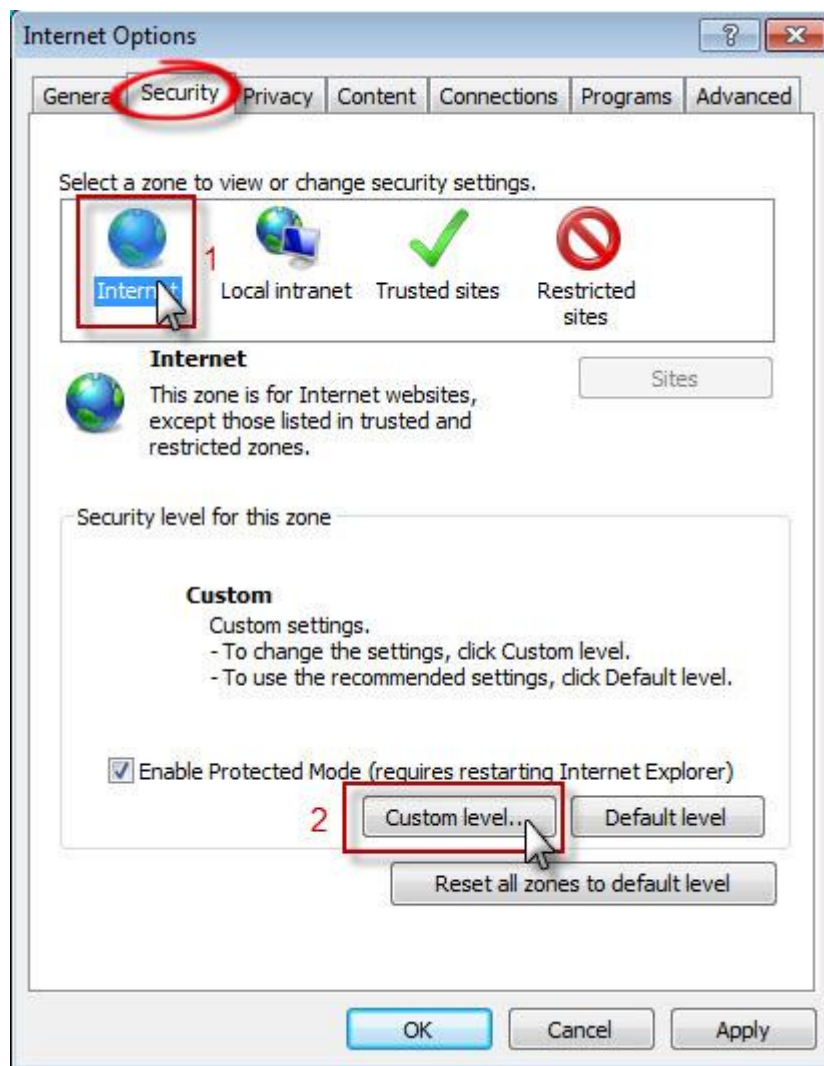 Internet Options
General Security Privacy Content Connections Programs Advanced
Select a zone to view or change security settings.
1
Internet Local intranet Trusted sites Restricted
sites
Internet
Sites
This zone is for Internet websites,
except those listed in trusted and
restricted zones.
Security level for this zone
Custom
Custom settings.
- To change the settings, click Custom level.
- To use the recommended settings, click Default level.
Enable Protected Mode (requires restarting Internet Explorer)
2 Custom level... Default level
Reset all zones to default level
OK Cancel Apply